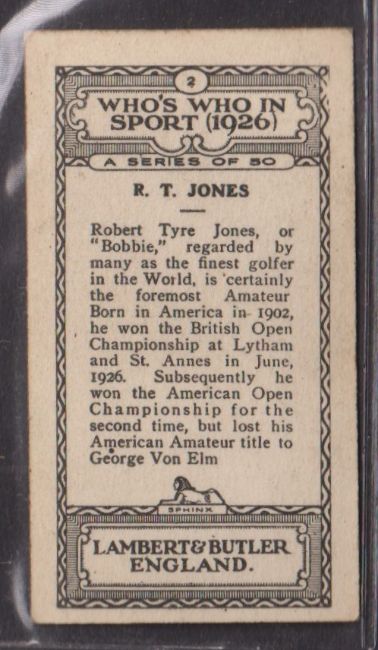 2
WHO'S WHO IN
SPORT (1926)
A SERIES OF 50
R. T. JONES
Robert Tyre Jones, or
"Bobbie," regarded by
many as the finest golfer
in the World, is certainly
the foremost Amateur
Born in America in 1902,
he won the British Open
Championship at Lytham
and St. Annes in June,
1926. Subsequently he
won the American Open
Championship for the
second time, but lost his
American Amateur title to
George Von Elm
SPHINX
LAMBERT & BUTLER
ENGLAND.